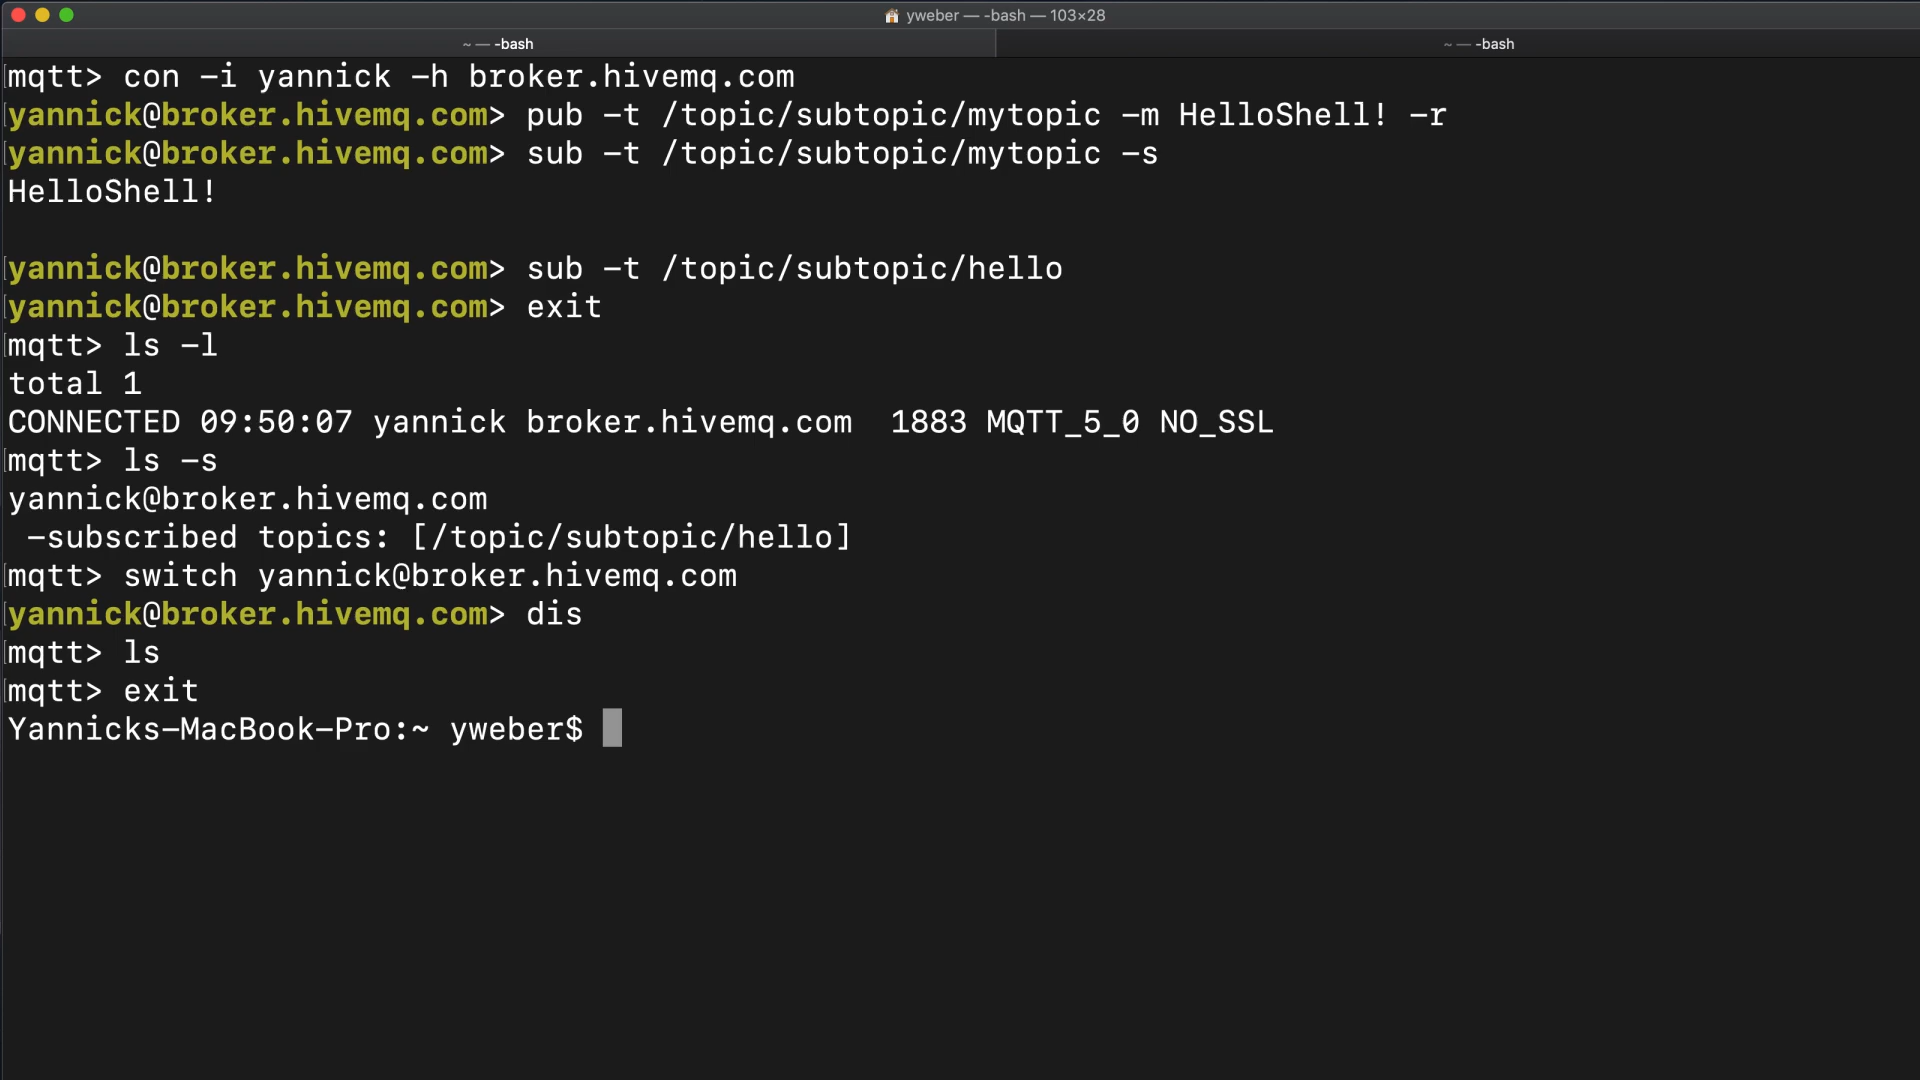 yweber — -bash — 103×28
~ — -bash
~ — -bash
mqtt> con -i yannick -h broker.hivemq.com
yannick@broker.hivemq.com> pub -t /topic/subtopic/mytopic -m HelloShell! -r
yannick@broker.hivemq.com> sub -t /topic/subtopic/mytopic -s
HelloShell!
yannick@broker.hivemq.com> sub -t /topic/subtopic/hello
yannick@broker.hivemq.com> exit
mqtt> ls -l
total 1
CONNECTED 09:50:07 yannick broker.hivemq.com  1883 MQTT_5_0 NO_SSL
mqtt> ls -s
yannick@broker.hivemq.com
 -subscribed topics: [/topic/subtopic/hello]
mqtt> switch yannick@broker.hivemq.com
yannick@broker.hivemq.com> dis
mqtt> ls
mqtt> exit
Yannicks-MacBook-Pro:~ yweber$